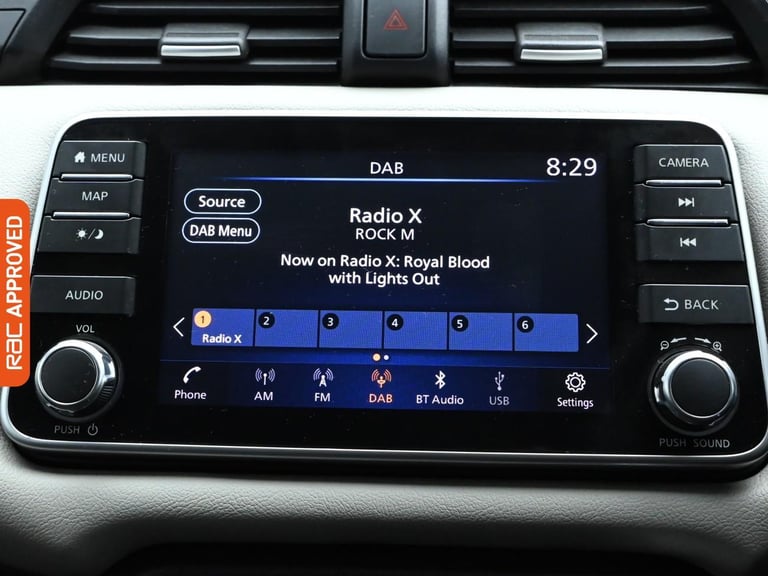 DAB
8:29
MENU
MAP
AUDIO
VOL
PUSH
Source
DAB Menu
Radio X
ROCK M
Now on Radio X: Royal Blood
with Lights Out
1
Radio X
2
3
4
5
6
Phone
AM
FM
DAB
BT Audio
USB
Settings
CAMERA
BACK
PUSH SOUND
RAC APPROVED